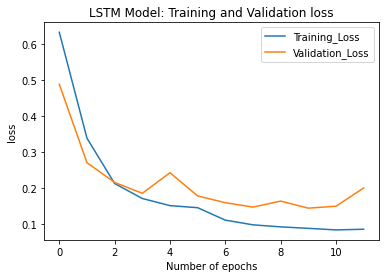 LSTM Model: Training and Validation loss
Training_Loss
Validation_Loss
0.6
0.5
0.4
0.3
0.2
0.1
loss
0 2 4 6 8 10
Number of epochs